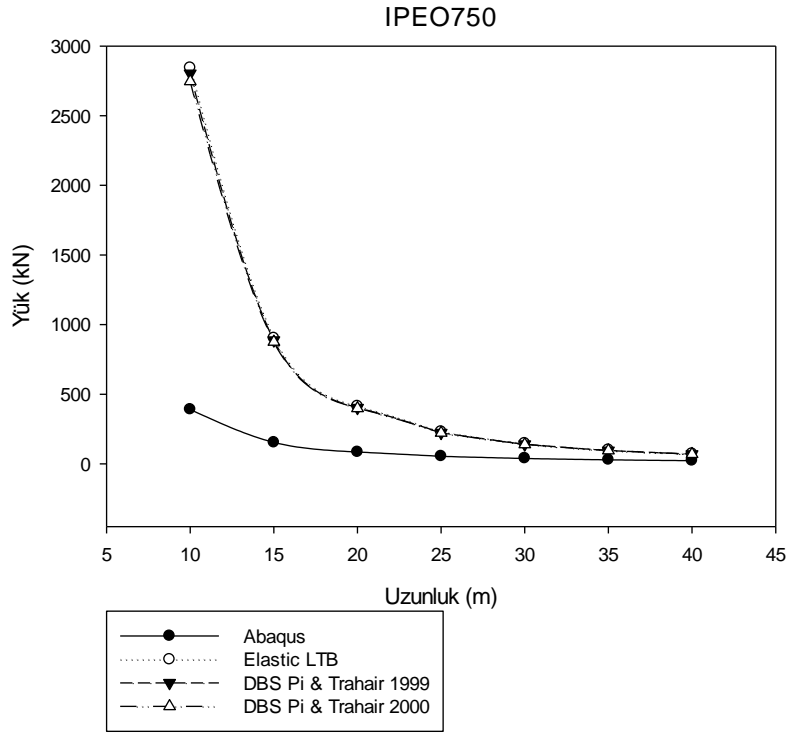 IPEO750
3000
2500
2000
1500
1000
500
0
Yük (kN)
5 10 15 20 25 30 35 40 45
Uzunluk (m)
Abaqus
Elastic LTB
DBS Pi & Trahair 1999
DBS Pi & Trahair 2000